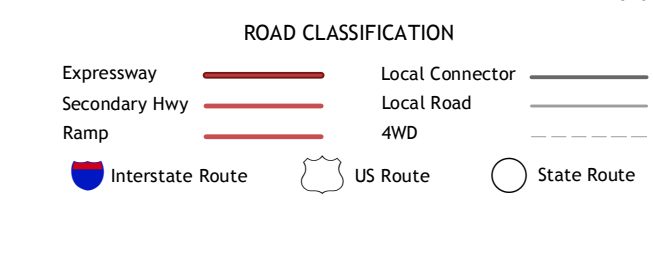 ROAD CLASSIFICATION
Expressway
Secondary Hwy
Ramp
Local Connector
Local Road
4WD
Interstate Route
US Route
State Route